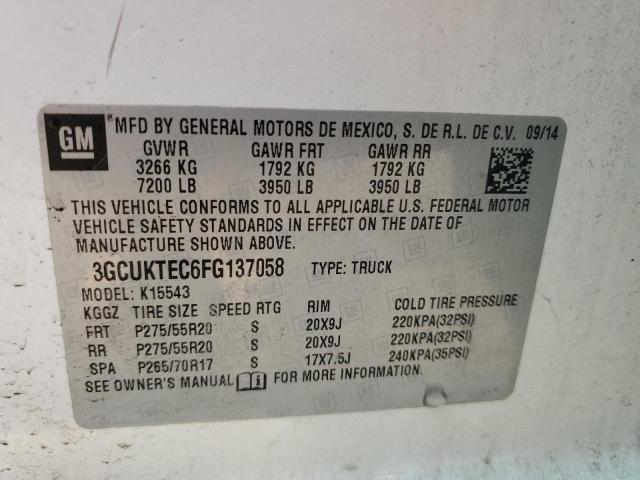 GM
*MFD BY GENERAL MOTORS DE MEXICO, S. DE R.L. DE C.V. 09/14
GVWR GAWR FRT GAWR RR
3266 KG 1792 KG 1792 KG
7200 LB 3950 LB 3950 LB
*THIS VEHICLE CONFORMS TO ALL APPLICABLE U.S. FEDERAL MOTOR
VEHICLE SAFETY STANDARDS IN EFFECT ON THE DATE OF
MANUFACTURE SHOWN ABOVE.
3GCUKTEC6FG137058 TYPE: TRUCK
MODEL: K15543
KGGZ TIRE SIZE SPEED RTG RIM COLD TIRE PRESSURE
FRT P275/55R20 S 20X9J 220KPA(32PSI)
RR P275/55R20 S 20X9J 220KPA(32PSI)
SPA P265/70R17 S 17X7.5J 240KPA(35PSI)
SEE OWNER'S MANUAL FOR MORE INFORMATION.